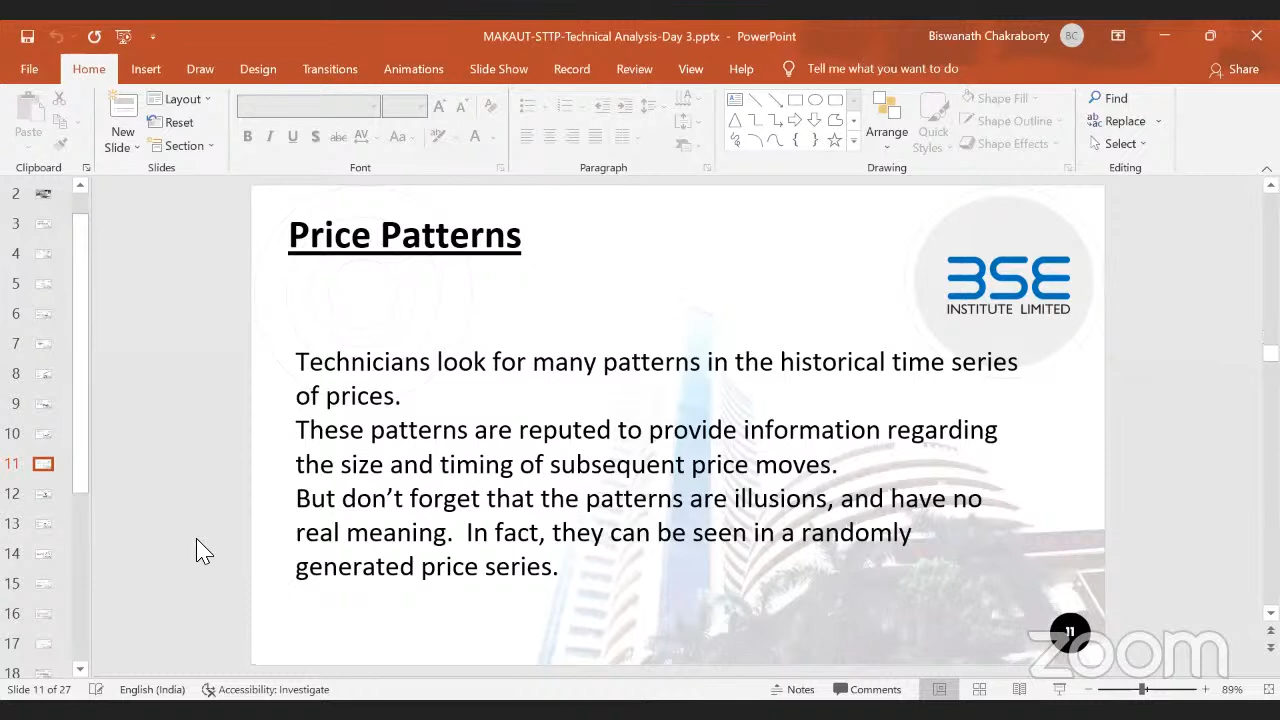 MAKAUT-STTP-Technical Analysis-Day 3.pptx - PowerPoint
Biswanath Chakraborty BC
File Home Insert Draw Design Transitions Animations Slide Show Record Review View Help Tell me what you want to do Share
Paste
New
Slide
Layout
Reset
Section
B I U S abc AV Aa A
Arrange
Quick
Styles
Shape Fill
Shape Outline
Shape Effects
Find
Replace
Select
Clipboard Slides Font Paragraph Drawing Editing
2
3
4
5
6
7
8
9
10
11
12
13
14
15
16
17
18
Price Patterns
BSE
INSTITUTE LIMITED
Technicians look for many patterns in the historical time series
of prices.
These patterns are reputed to provide information regarding
the size and timing of subsequent price moves.
But don’t forget that the patterns are illusions, and have no
real meaning. In fact, they can be seen in a randomly
generated price series.
11
zoom
Slide 11 of 27 English (India) Accessibility: Investigate Notes Comments 89%